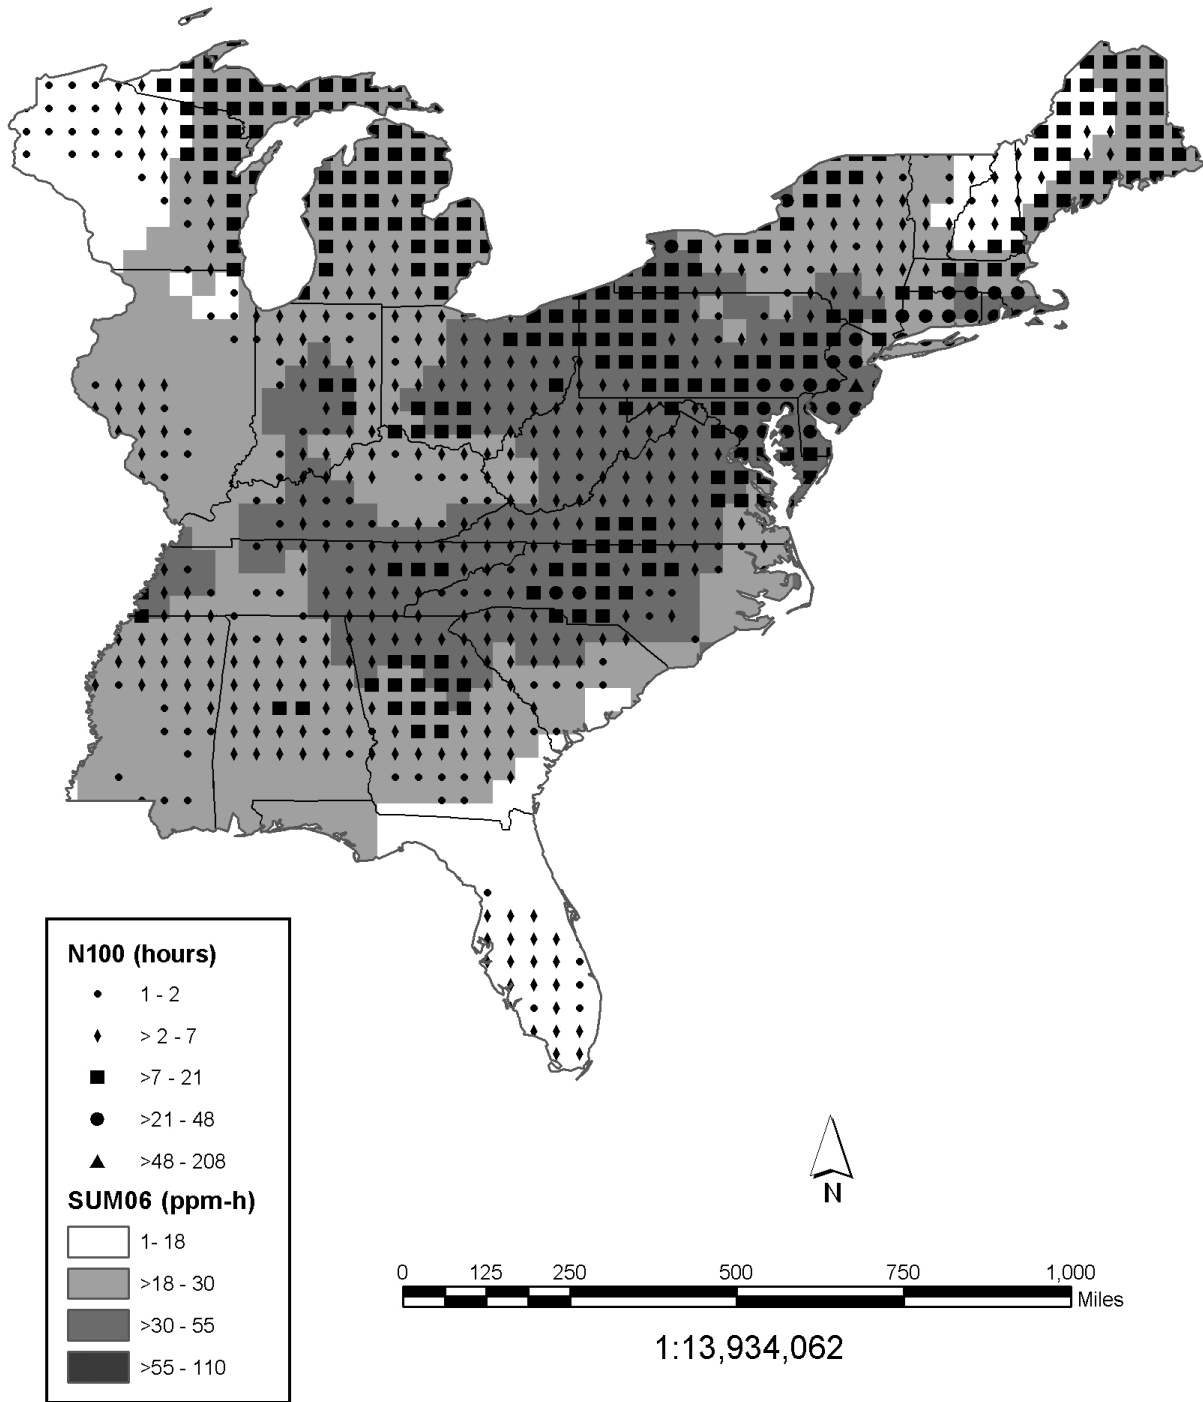 N100 (hours)
1 - 2
> 2 - 7
>7 - 21
>21 - 48
>48 - 208
SUM06 (ppm-h)
1- 18
>18 - 30
>30 - 55
>55 - 110
N
0 125 250 500 750 1,000
Miles
1:13,934,062